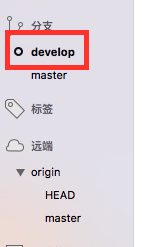 分支
develop
master
标签
远端
origin
HEAD
master